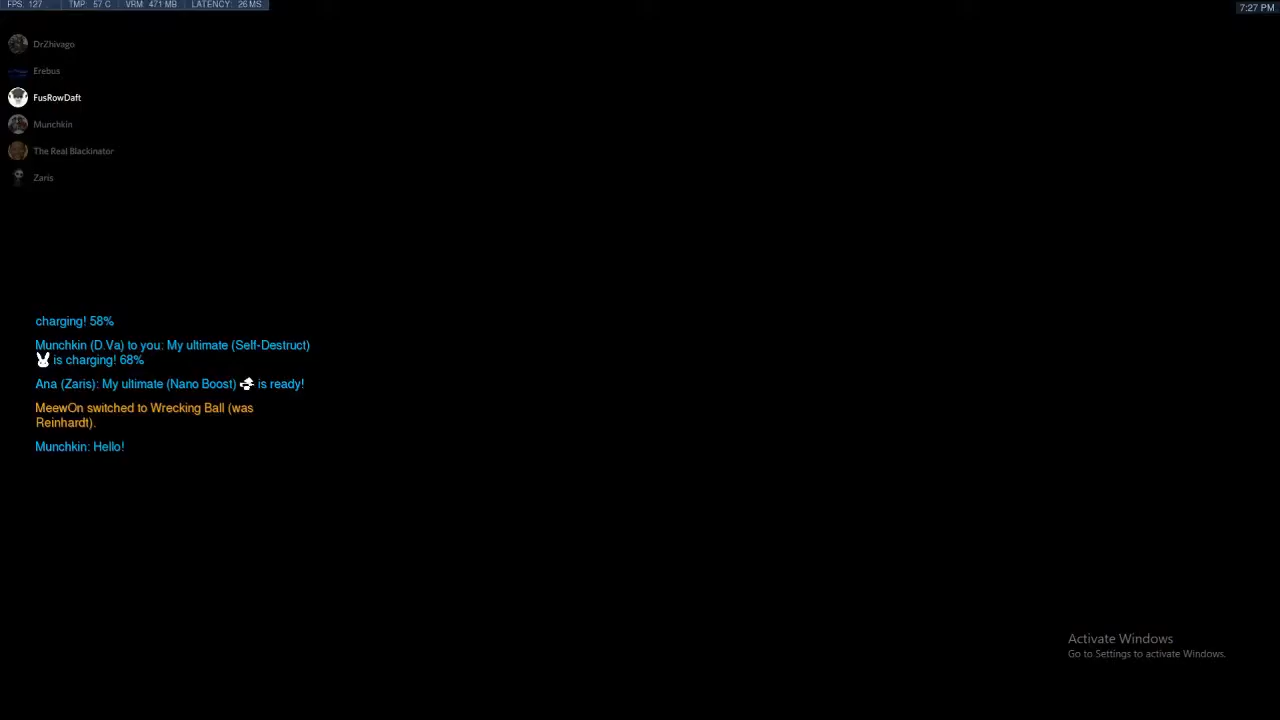 FPS: 127 TMP: 57 C VRM: 471 MB LATENCY: 26 MS
7:27 PM
DrZhivago
Erebus
FusRowDaft
Munchkin
The Real Blackinator
Zaris
charging! 58%
Munchkin (D.Va) to you: My ultimate (Self-Destruct)
is charging! 68%
Ana (Zaris): My ultimate (Nano Boost) is ready!
MeewOn switched to Wrecking Ball (was
Reinhardt).
Munchkin: Hello!
Activate Windows
Go to Settings to activate Windows.